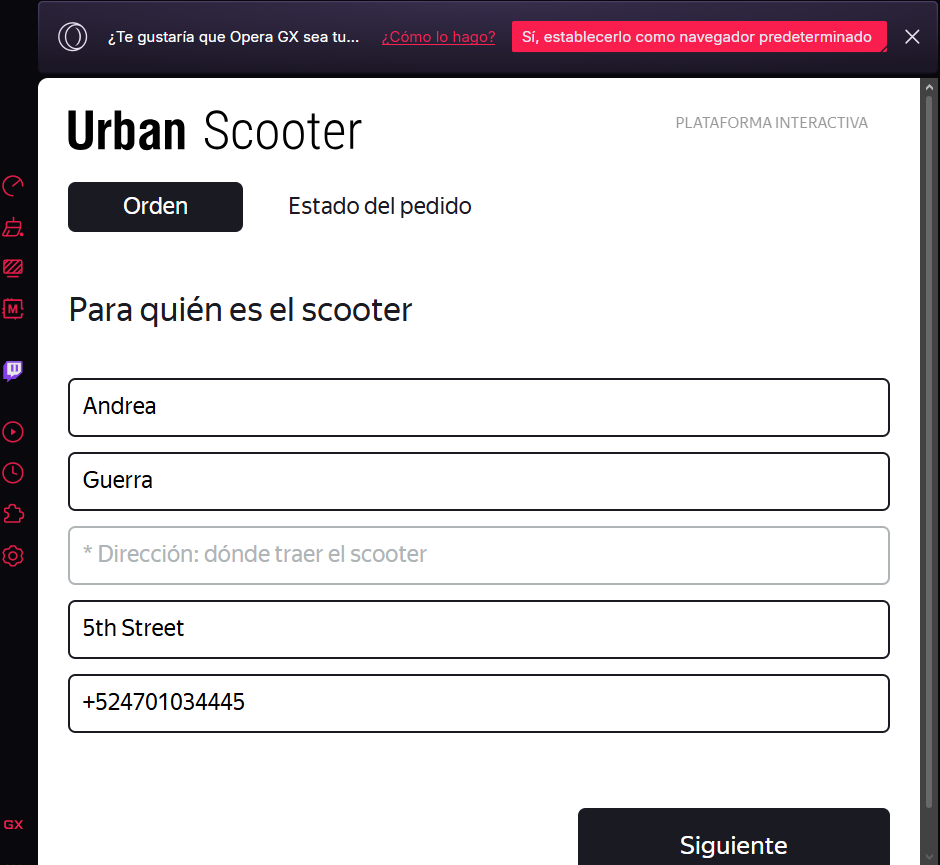 ¿Te gustaría que Opera GX sea tu... ¿Cómo lo hago? Sí, establecerlo como navegador predeterminado
Urban Scooter
PLATAFORMA INTERACTIVA
Orden Estado del pedido
Para quién es el scooter
Andrea
Guerra
* Dirección: dónde traer el scooter
5th Street
+524701034445
Siguiente
M
GX